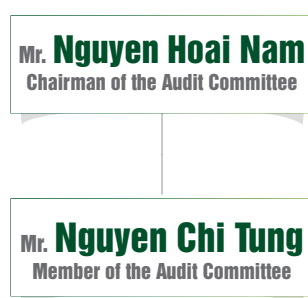 Mr. Nguyen Hoai Nam
Chairman of the Audit Committee
Mr. Nguyen Chi Tung
Member of the Audit Committee